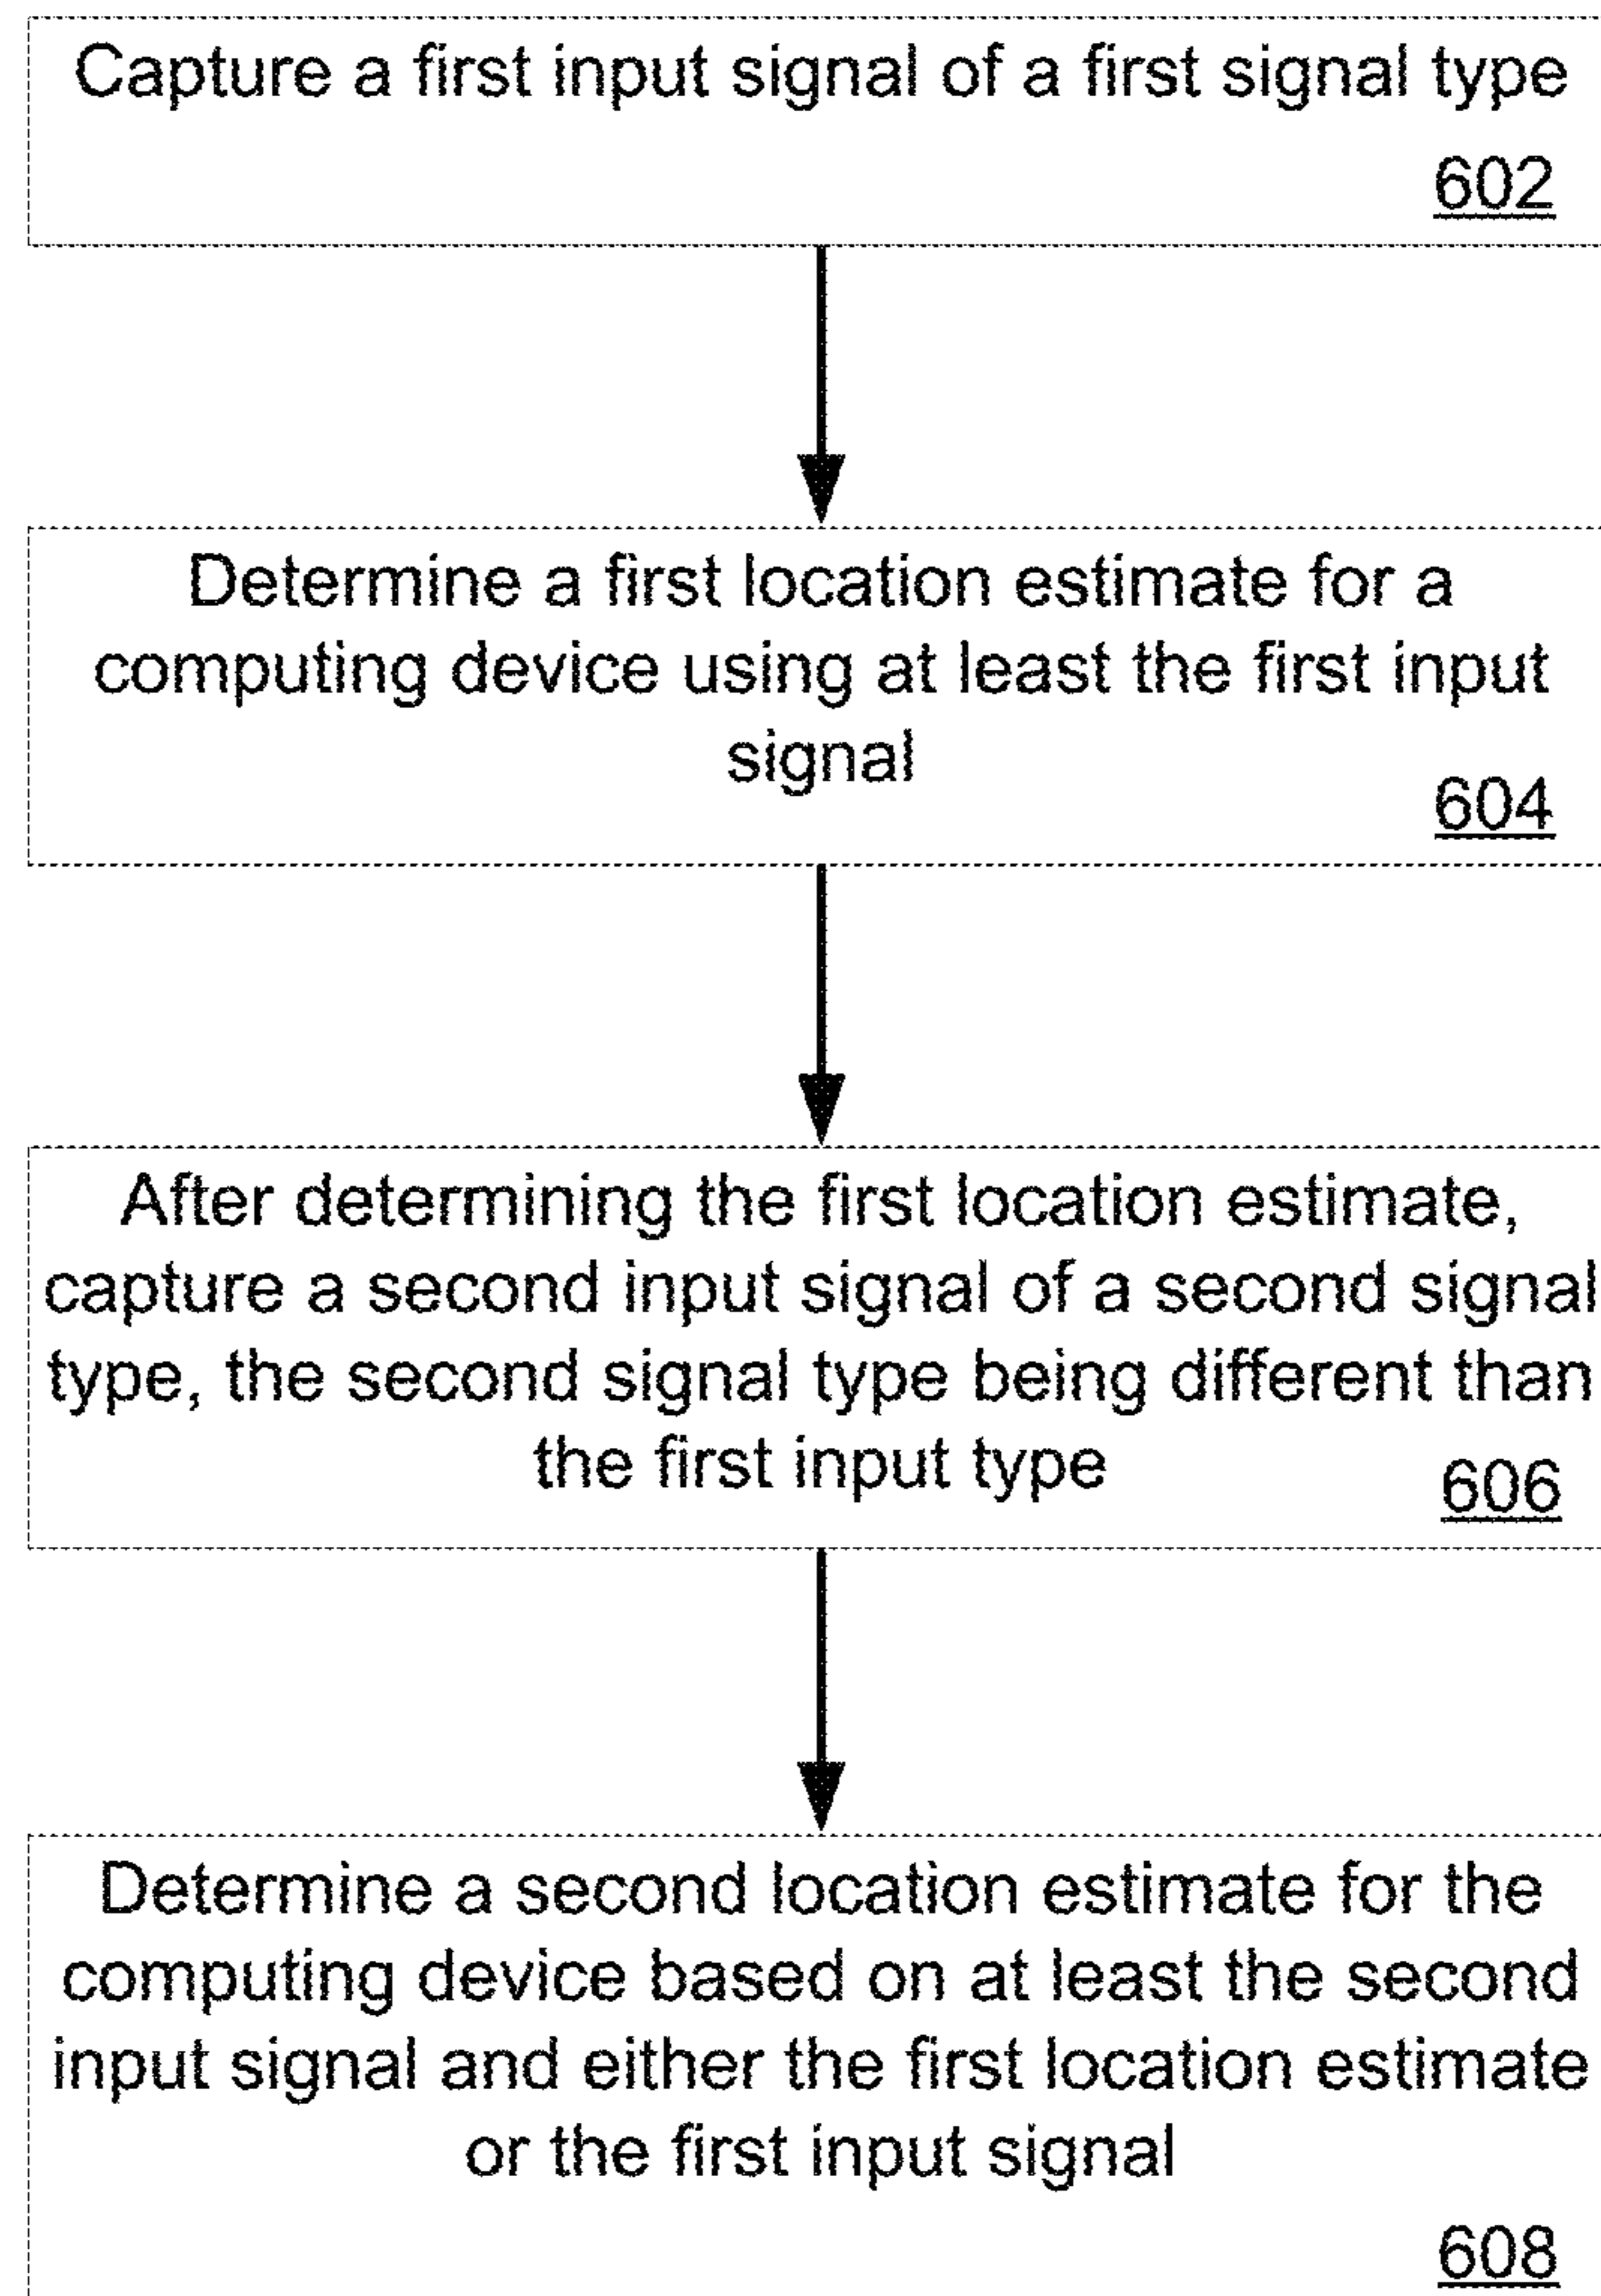 Capture a first input signal of a first signal type
602
Determine a first location estimate for a
computing device using at least the first input
signal
604
After determining the first location estimate,
capture a second input signal of a second signal
type, the second signal type being different than
the first input type
606
Determine a second location estimate for the
computing device based on at least the second
input signal and either the first location estimate
or the first input signal
608